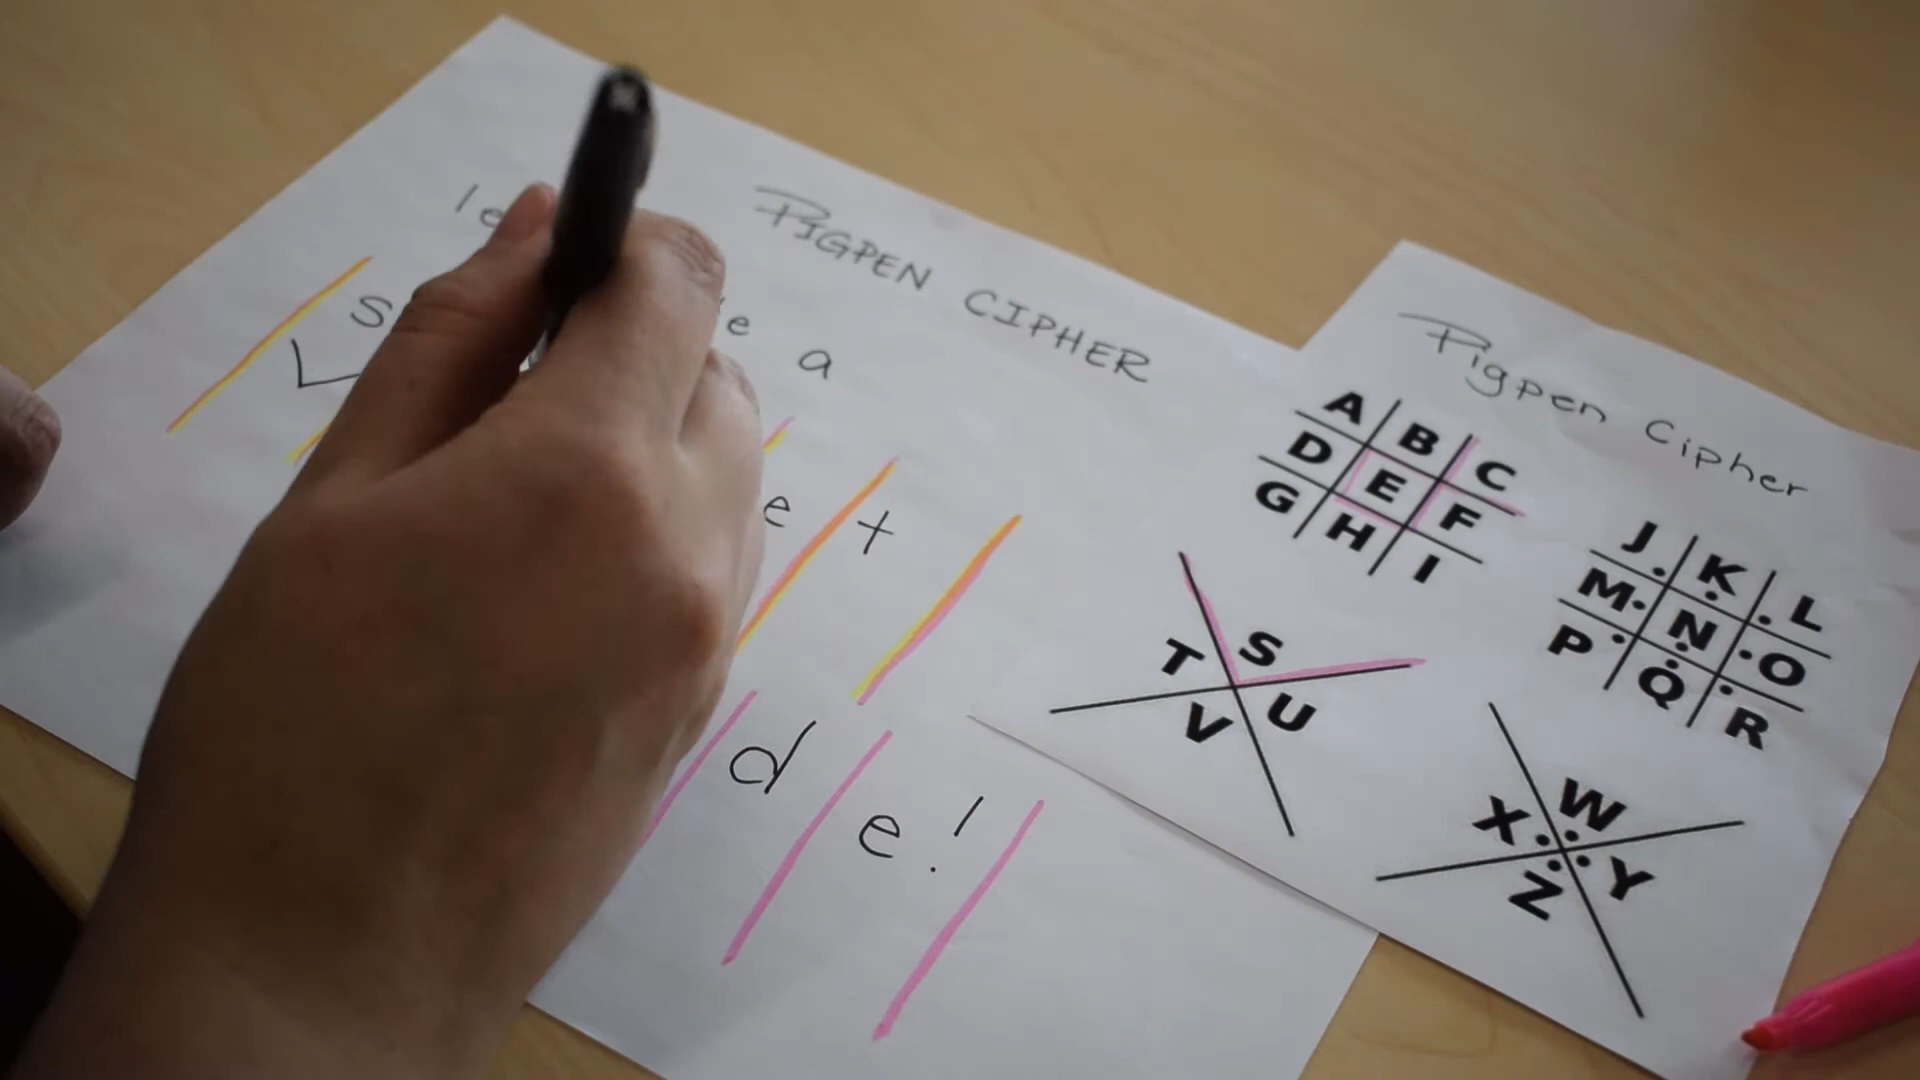 PIGPEN CIPHER
a
s
e t
d e!
Pigpen Cipher
A B C
D E F
G H I
J K L
M N O
P Q R
S
T U
V
W
X Y
Z